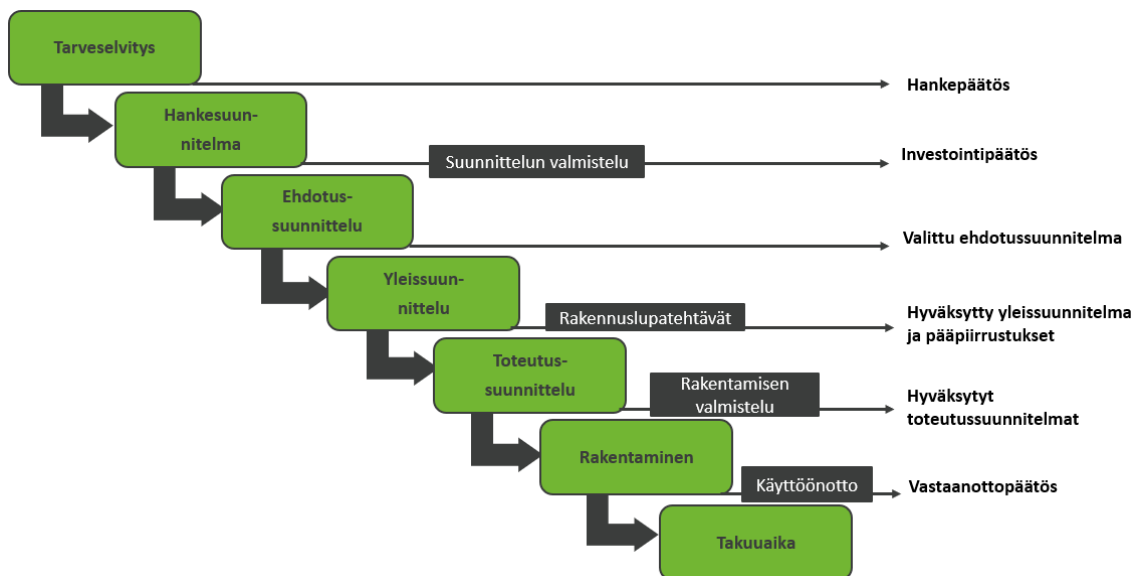 Tarveselvitys
Hankepäätös
Hankesuun-
nitelma
Suunnittelun valmistelu
Investointipäätös
Ehdotus-
suunnittelu
Valittu ehdotussuunnitelma
Yleissuun-
nittelu
Rakennuslupatehtävät
Hyväksytty yleissuunnitelma
ja pääpiirrustukset
Toteutus-
suunnittelu
Rakentamisen
valmistelu
Hyväksytyt
toteutussuunnitelmat
Rakentaminen
Käyttöönotto
Vastaanottopäätös
Takuuaika